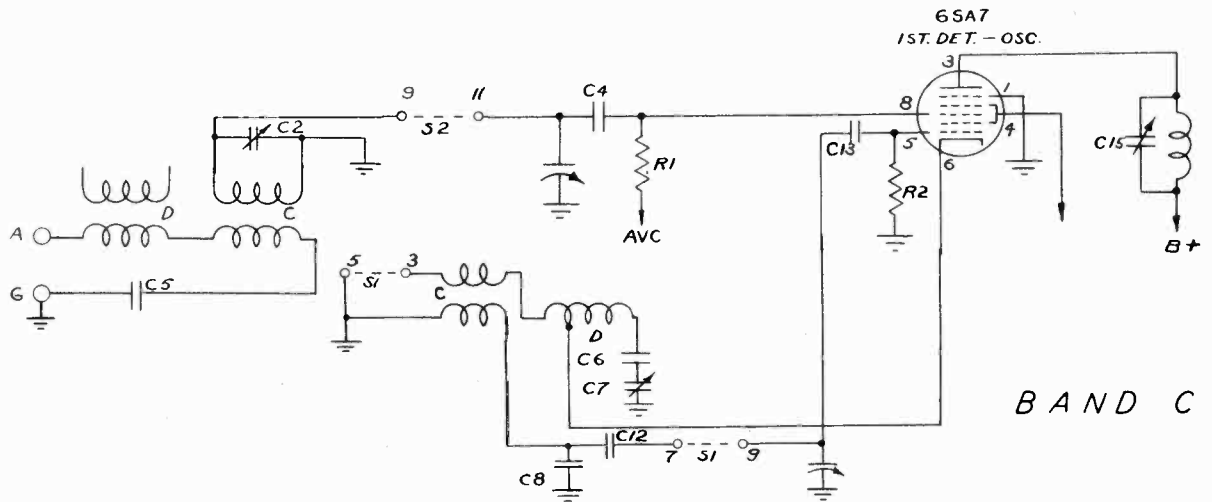 6SA7
1ST. DET. - OSC.
3
1
9
11
C4
8
S2
C2
4
C13
5
C15
6
R1
R2
D
C
A
AVC
B+
5
3
G
C5
S1
C
D
C6
C7
BAND C
C12
7
S1
9
C8